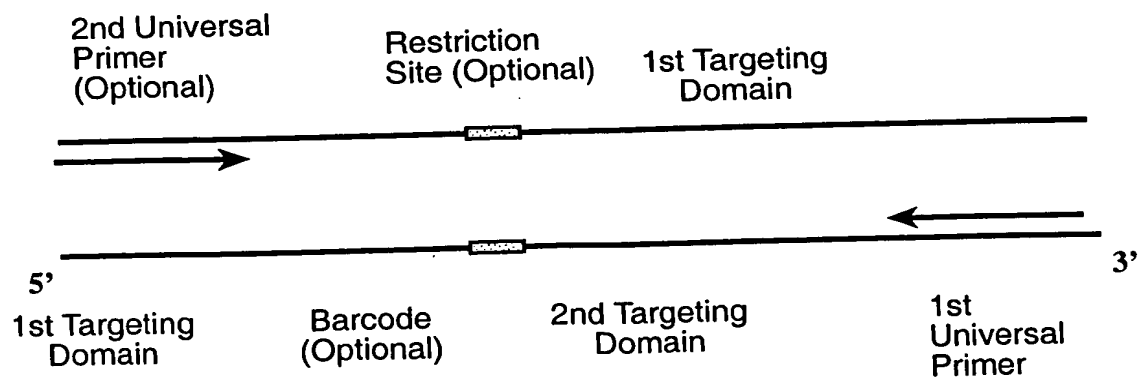 2nd Universal
Primer
(Optional)
Restriction
Site (Optional)
1st Targeting
Domain
5’
3’
1st Targeting
Domain
Barcode
(Optional)
2nd Targeting
Domain
1st
Universal
Primer